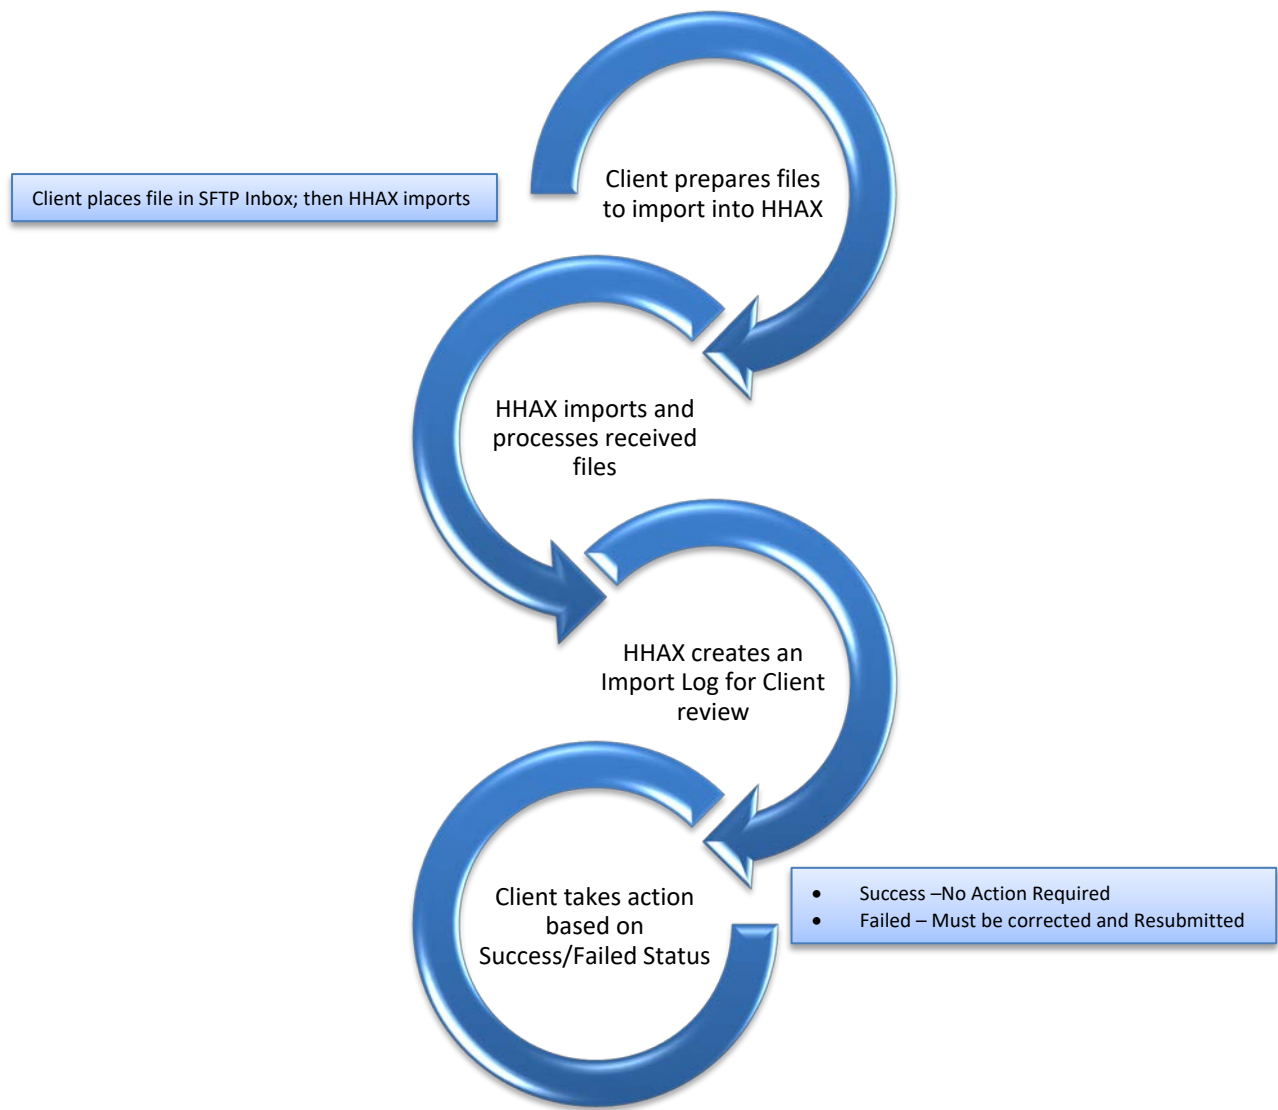 Client places file in SFTP Inbox; then HHAX imports
Client prepares files
to import into HHAX
HHAX imports and
processes received
files
HHAX creates an
Import Log for Client
review
Client takes action
based on
Success/Failed Status
• Success –No Action Required
• Failed – Must be corrected and Resubmitted